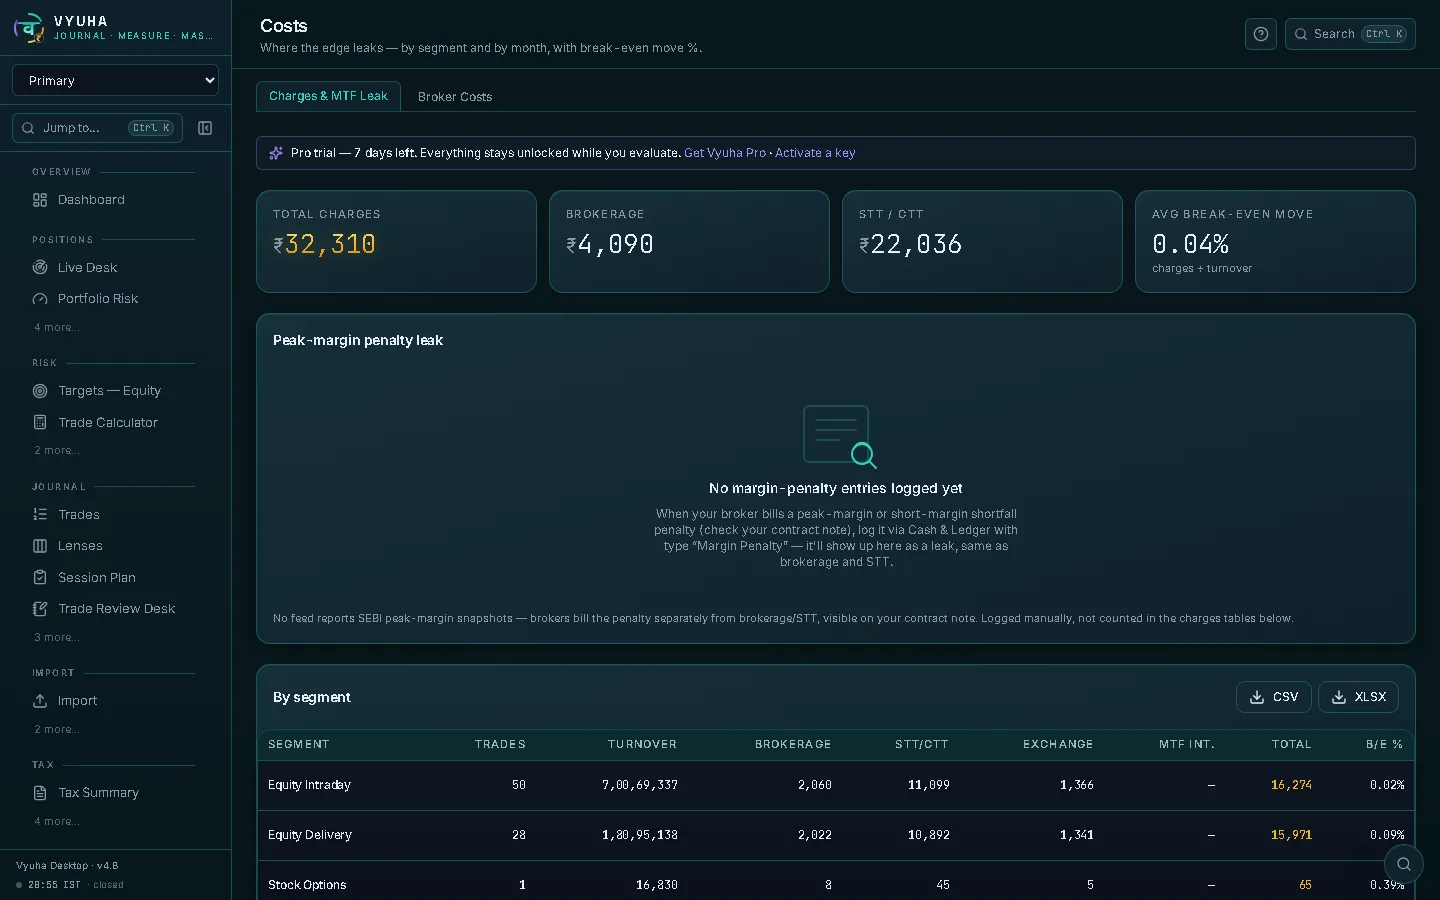 व
VYUHA
JOURNAL · MEASURE · MAS...
Primary
Jump to...
Ctrl K
OVERVIEW
Dashboard
POSITIONS
Live Desk
Portfolio Risk
4 more...
RISK
Targets — Equity
Trade Calculator
2 more...
JOURNAL
Trades
Lenses
Session Plan
Trade Review Desk
3 more...
IMPORT
Import
2 more...
TAX
Tax Summary
4 more...
Vyuha Desktop · v4.8
20:55 IST · closed
Costs
Where the edge leaks — by segment and by month, with break-even move %.
Search Ctrl K
Charges & MTF Leak
Broker Costs
Pro trial — 7 days left. Everything stays unlocked while you evaluate. Get Vyuha Pro · Activate a key
TOTAL CHARGES
₹32,310
BROKERAGE
₹4,090
STT / CTT
₹22,036
AVG BREAK-EVEN MOVE
0.04%
charges ÷ turnover
Peak-margin penalty leak
No margin-penalty entries logged yet
When your broker bills a peak-margin or short-margin shortfall
penalty (check your contract note), log it via Cash & Ledger with
type “Margin Penalty” — it'll show up here as a leak, same as
brokerage and STT.
No feed reports SEBI peak-margin snapshots — brokers bill the penalty separately from brokerage/STT, visible on your contract note. Logged manually, not counted in the charges tables below.
By segment
CSV
XLSX
SEGMENT TRADES TURNOVER BROKERAGE STT/CTT EXCHANGE MTF INT. TOTAL B/E %
Equity Intraday 50 7,00,69,337 2,060 11,099 1,366 — 16,274 0.02%
Equity Delivery 28 1,80,95,138 2,022 10,892 1,341 — 15,971 0.09%
Stock Options 1 16,830 8 45 5 — 65 0.39%